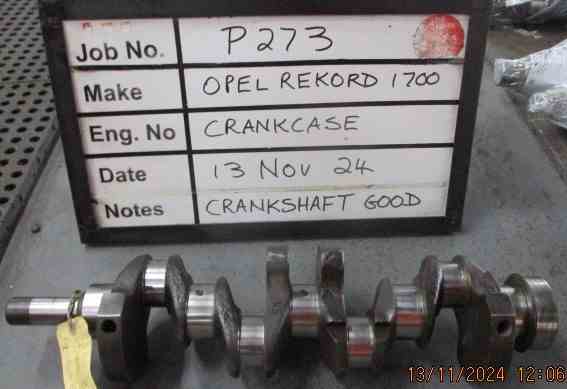 Job No. P273
Make OPEL REKORD 1700
Eng. No CRANKCASE
Date 13 Nov 24
Notes CRANKSHAFT GOOD
13/11/2024 12:06